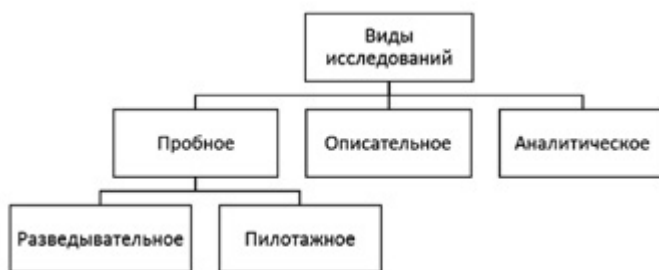 Виды
исследований
Пробное
Описательное
Аналитическое
Разведывательное
Пилотажное